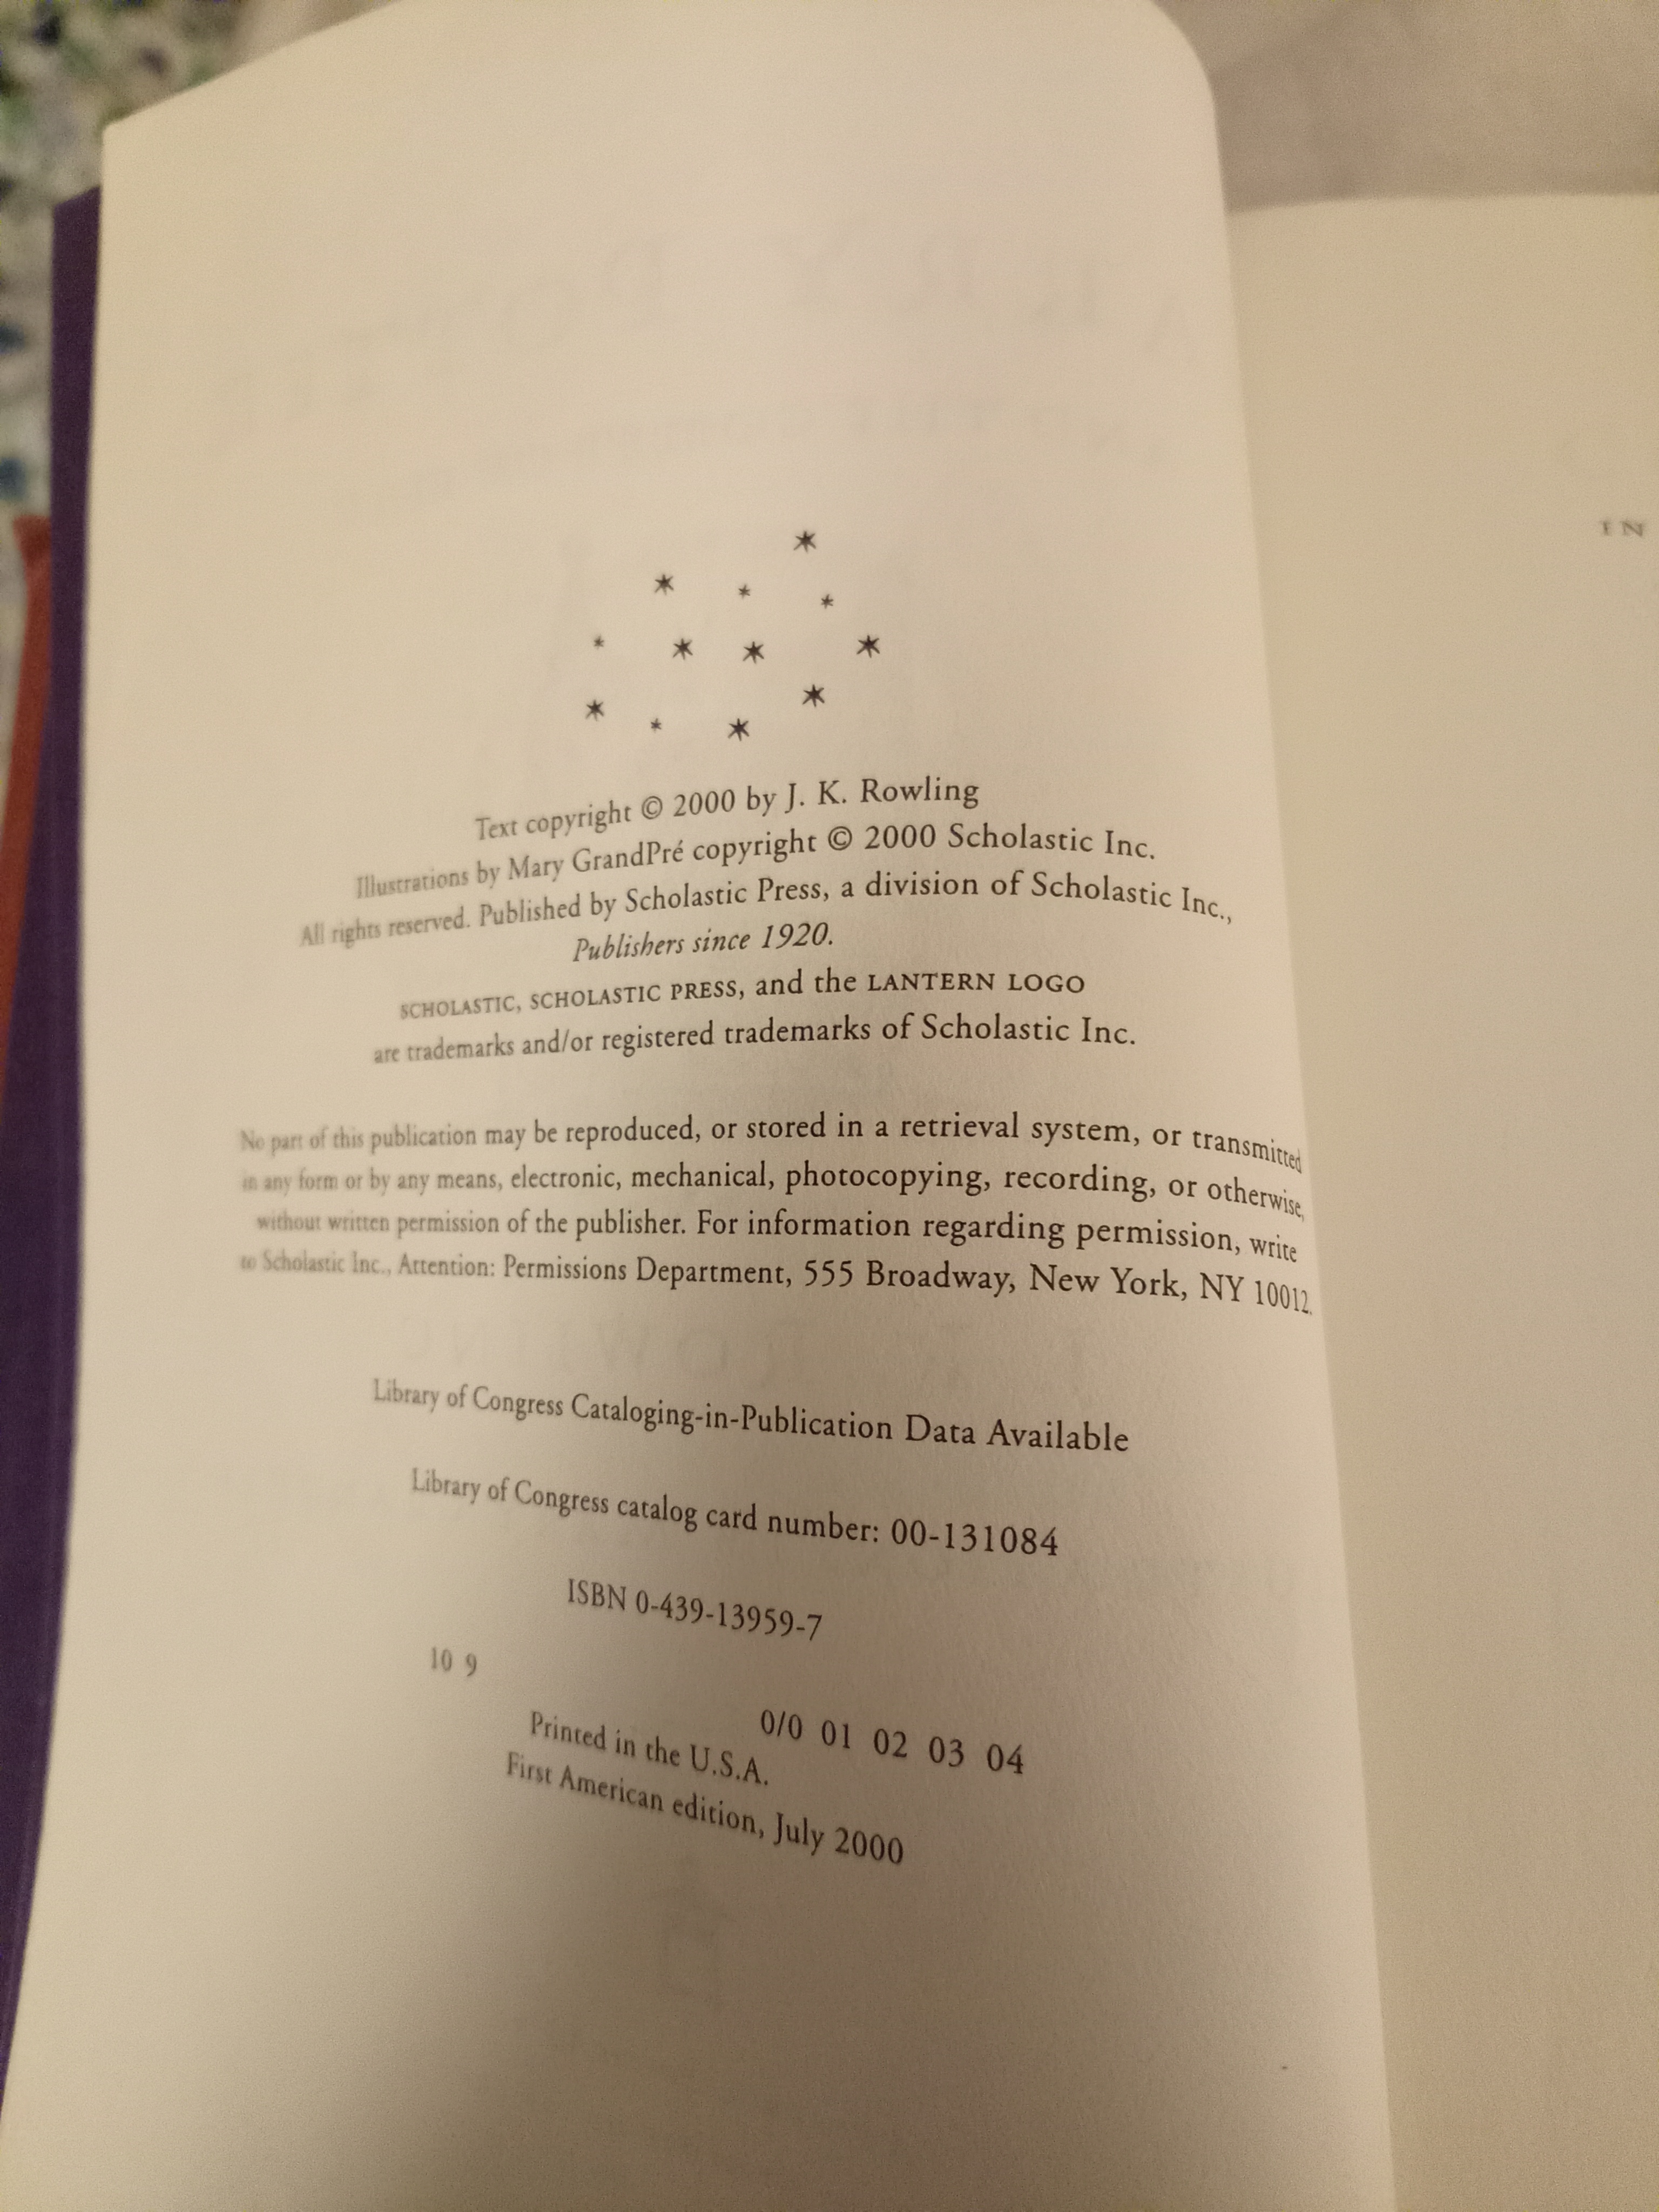 Text copyright © 2000 by J. K. Rowling
Illustrations by Mary GrandPré copyright © 2000 Scholastic Inc.
All rights reserved. Published by Scholastic Press, a division of Scholastic Inc.,
Publishers since 1920.
SCHOLASTIC, SCHOLASTIC PRESS, and the LANTERN LOGO
are trademarks and/or registered trademarks of Scholastic Inc.
No part of this publication may be reproduced, or stored in a retrieval system, or transmitted
in any form or by any means, electronic, mechanical, photocopying, recording, or otherwise,
without written permission of the publisher. For information regarding permission, write
to Scholastic Inc., Attention: Permissions Department, 555 Broadway, New York, NY 10012.
Library of Congress Cataloging-in-Publication Data Available
Library of Congress catalog card number: 00-131084
ISBN 0-439-13959-7
10 9
0/0 01 02 03 04
Printed in the U.S.A.
First American edition, July 2000
IN